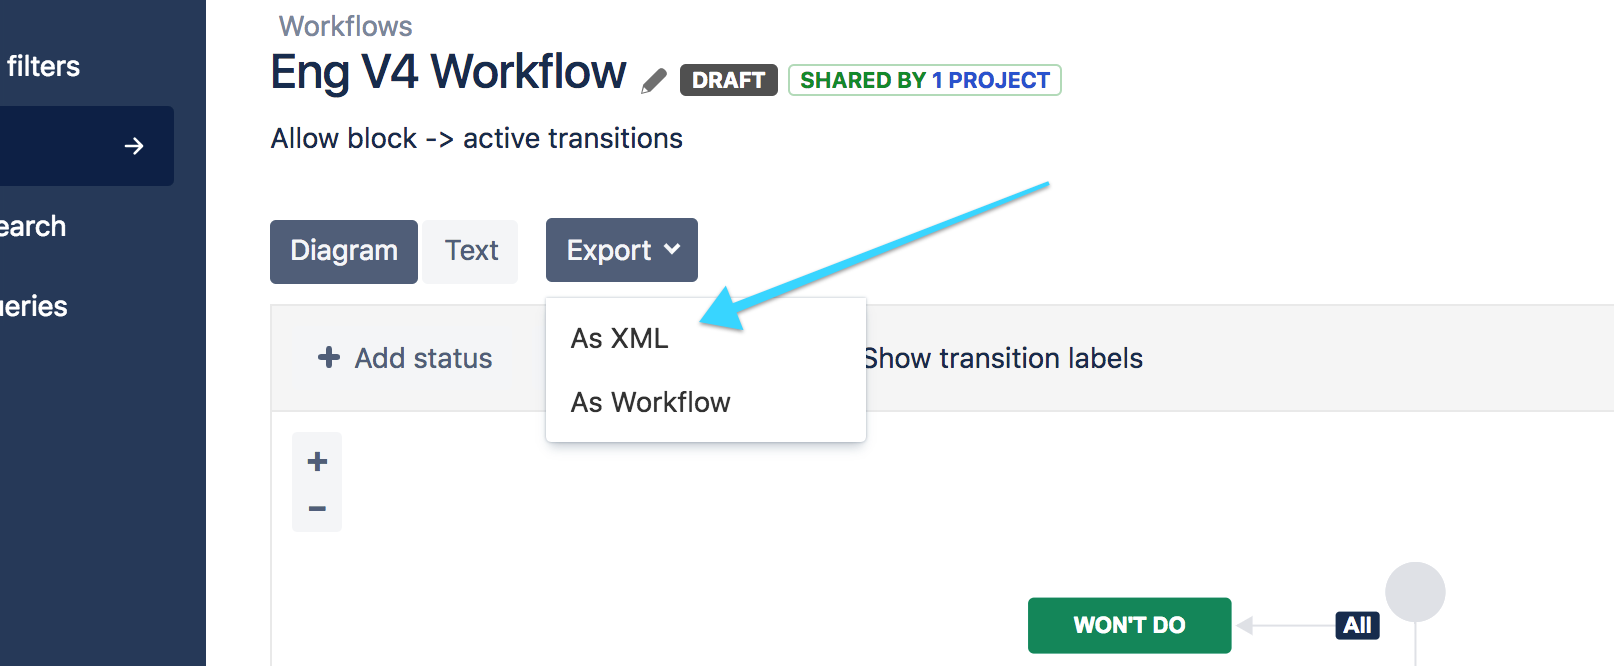 Workflows
Eng V4 Workflow DRAFT SHARED BY 1 PROJECT
filters
Allow block -> active transitions
earch
Diagram Text Export
ueries
As XML
+ Add status Show transition labels
As Workflow
+
−
WON'T DO All